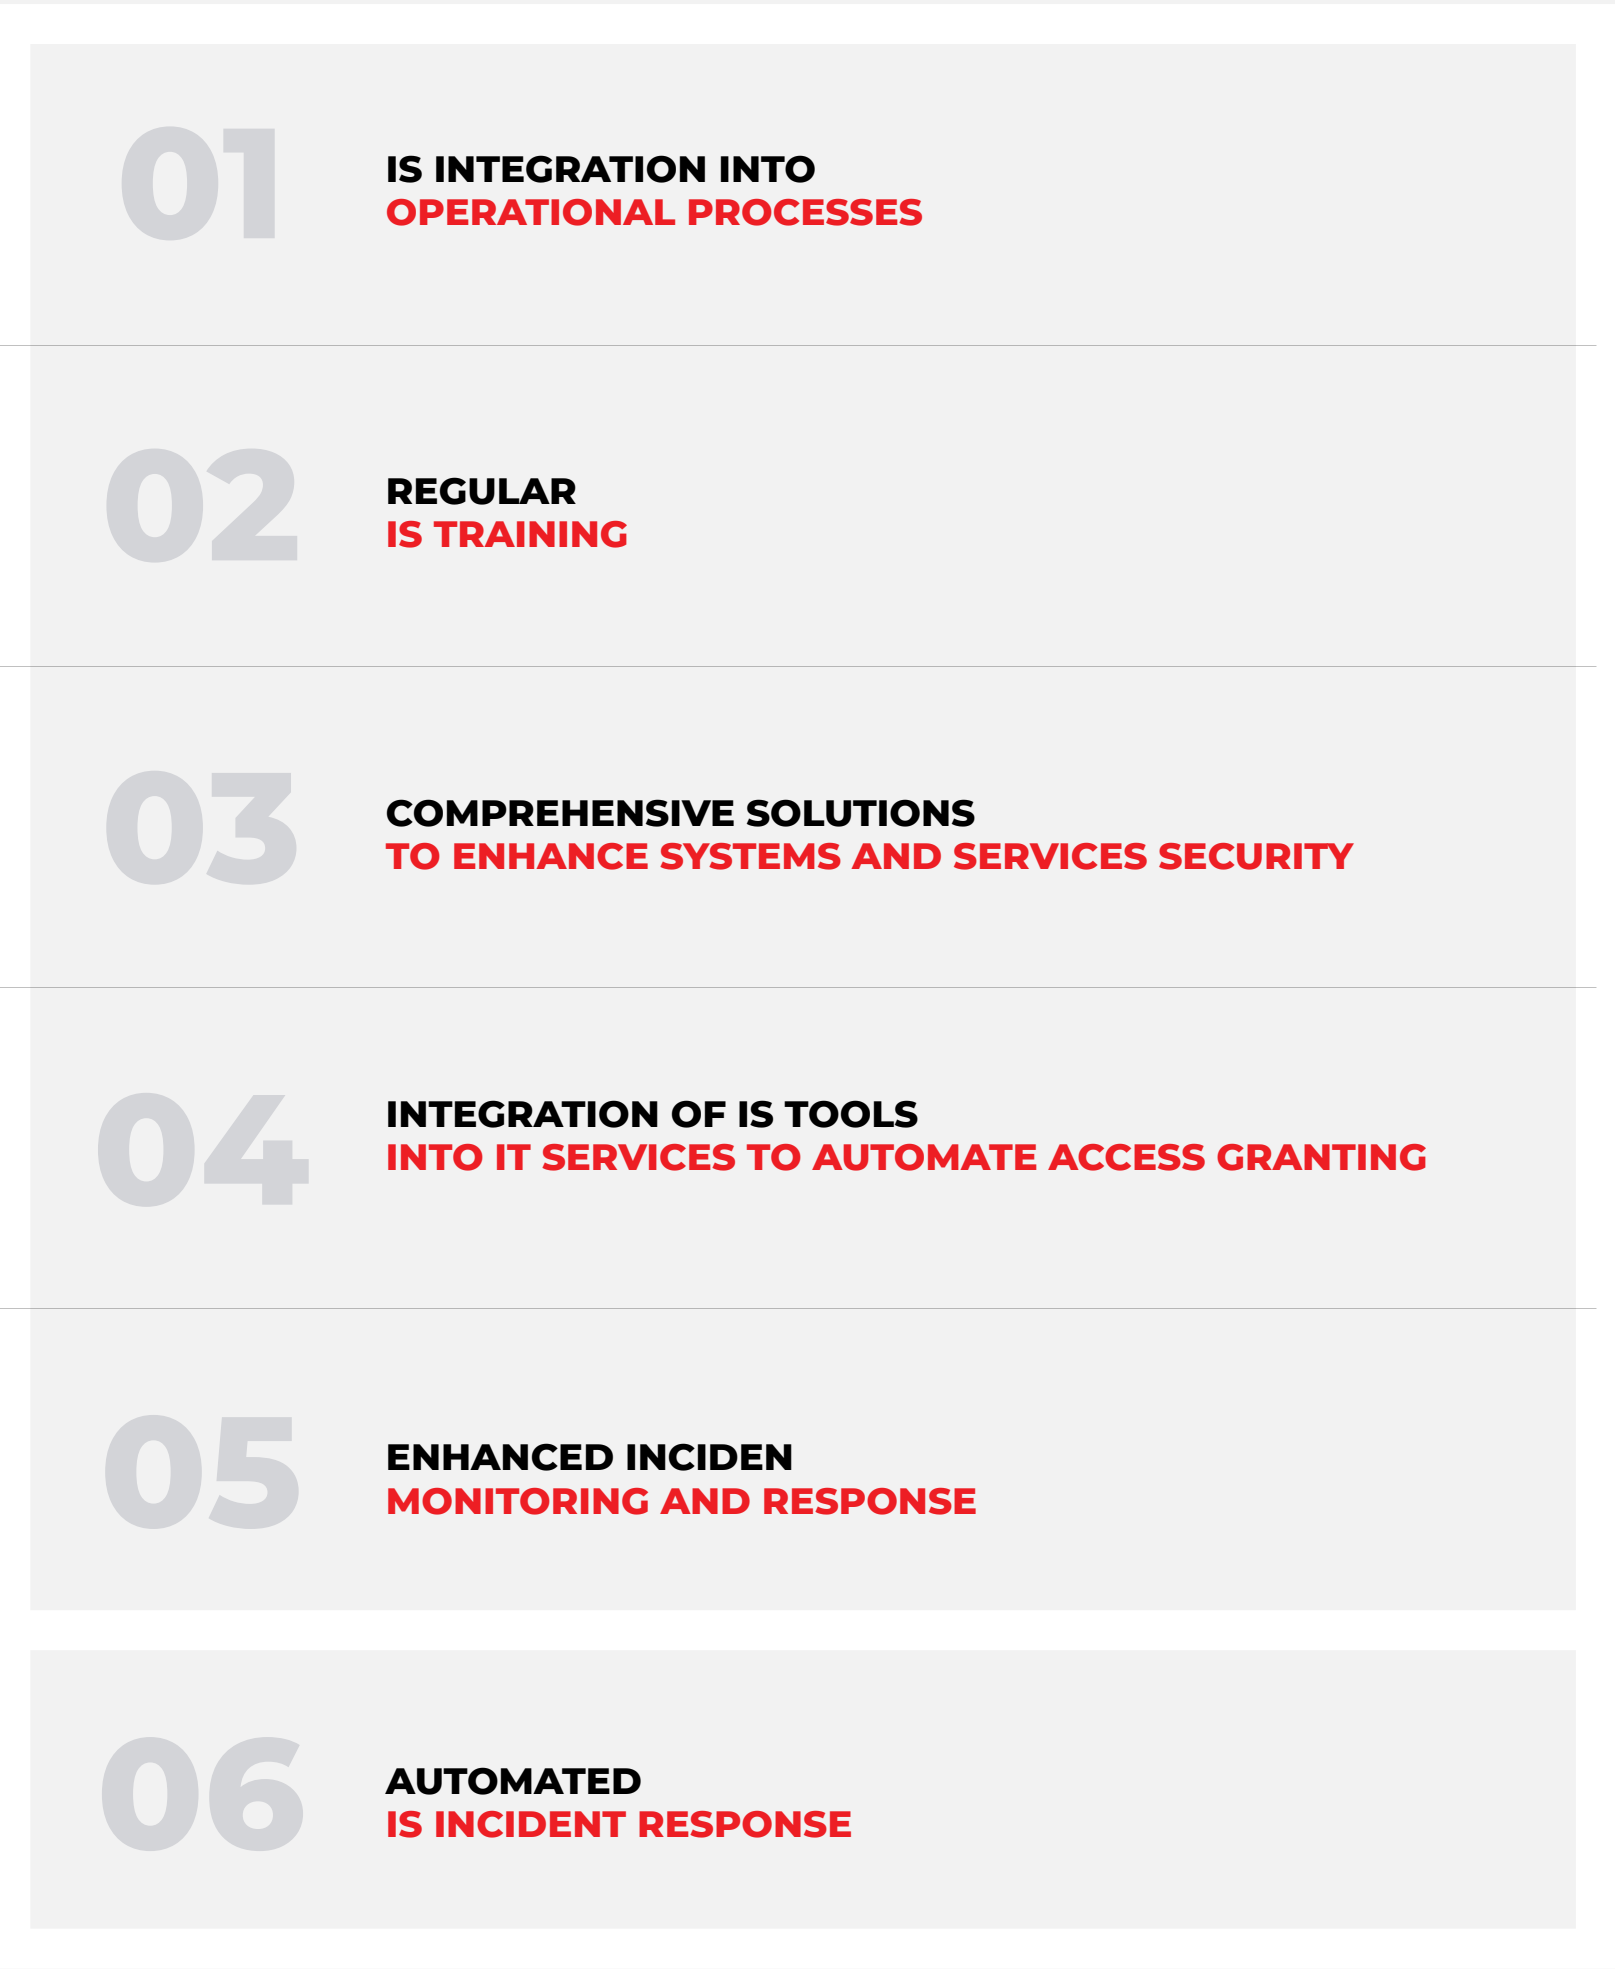 01
IS INTEGRATION INTO
OPERATIONAL PROCESSES
02
REGULAR
IS TRAINING
03
COMPREHENSIVE SOLUTIONS
TO ENHANCE SYSTEMS AND SERVICES SECURITY
04
INTEGRATION OF IS TOOLS
INTO IT SERVICES TO AUTOMATE ACCESS GRANTING
05
ENHANCED INCIDEN
MONITORING AND RESPONSE
06
AUTOMATED
IS INCIDENT RESPONSE